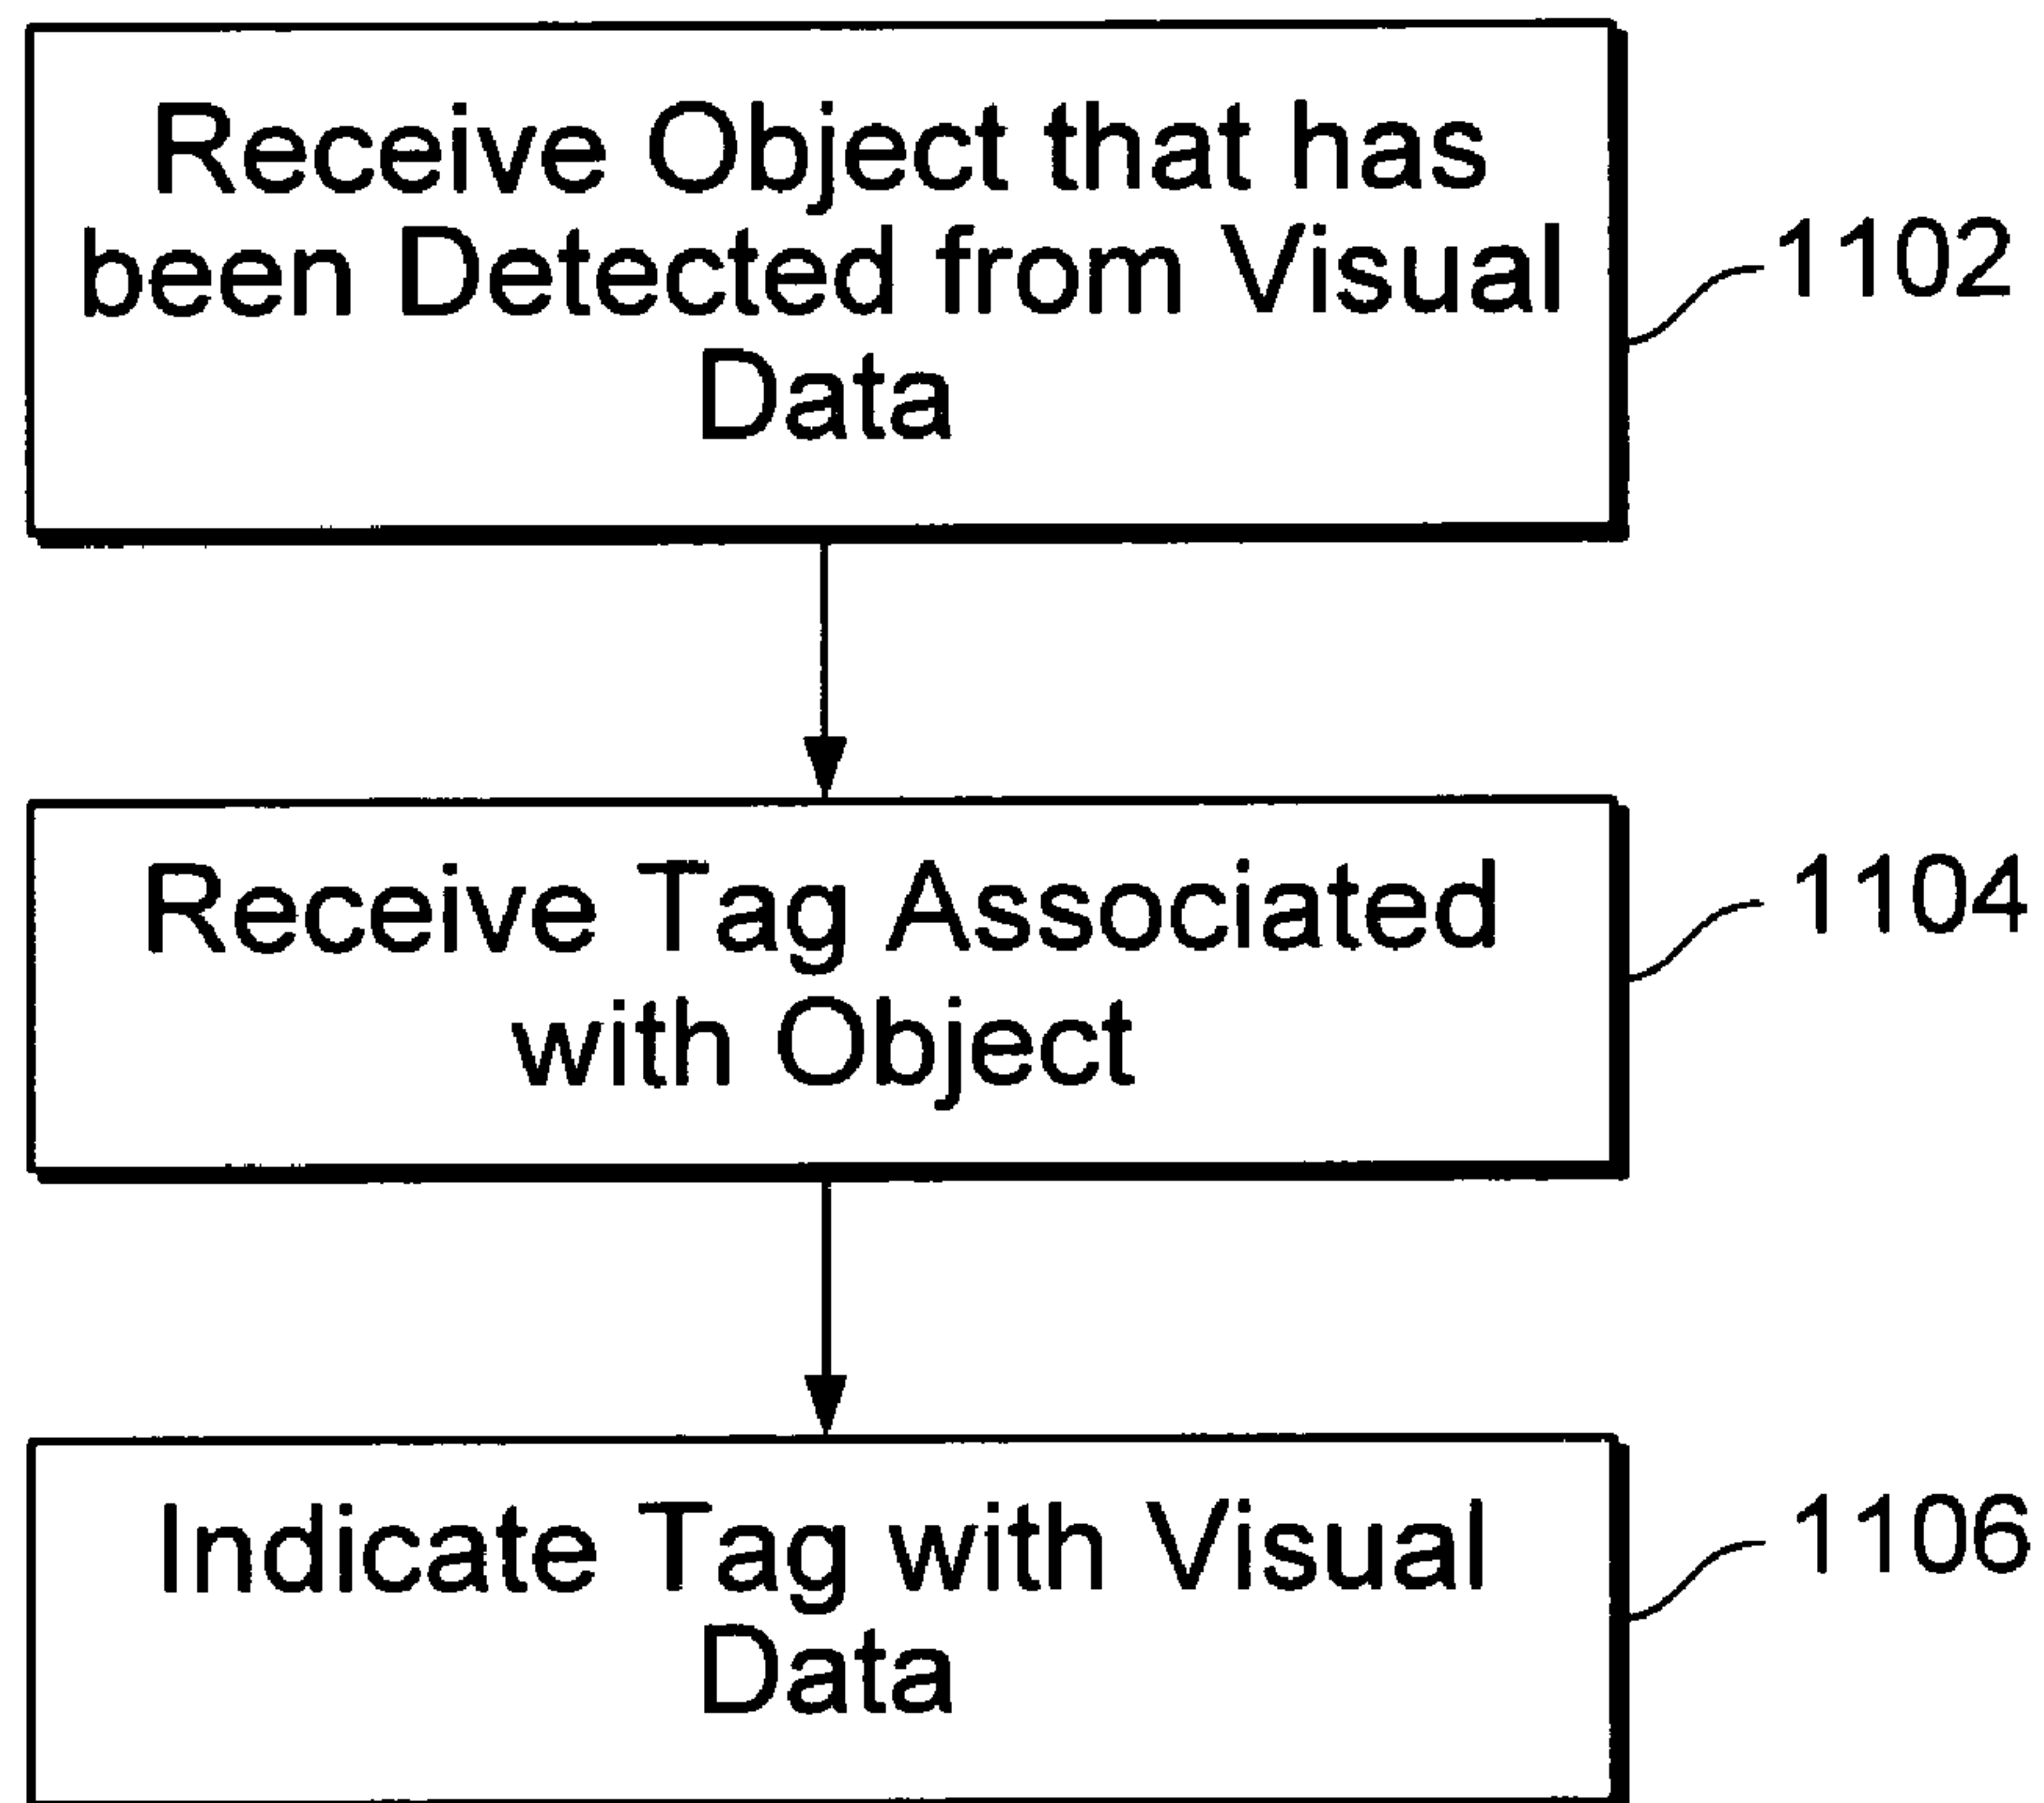 Receive Object that has
been Detected from Visual
Data
1102
Receive Tag Associated
with Object
1104
Indicate Tag with Visual
Data
1106